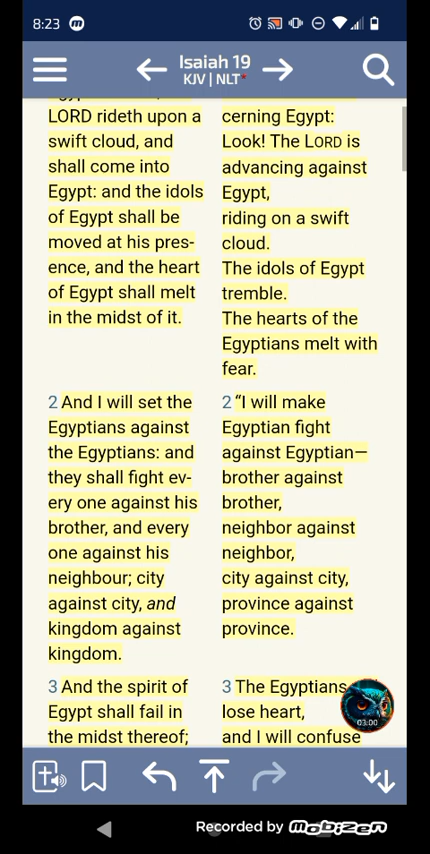 8:23
Isaiah 19
KJV | NLT
LORD rideth upon a
swift cloud, and
shall come into
Egypt: and the idols
of Egypt shall be
moved at his pres-
ence, and the heart
of Egypt shall melt
in the midst of it.
2 And I will set the
Egyptians against
the Egyptians: and
they shall fight ev-
ery one against his
brother, and every
one against his
neighbour; city
against city, and
kingdom against
kingdom.
3 And the spirit of
Egypt shall fail in
the midst thereof;
cerning Egypt:
Look! The LORD is
advancing against
Egypt,
riding on a swift
cloud.
The idols of Egypt
tremble.
The hearts of the
Egyptians melt with
fear.
2 “I will make
Egyptian fight
against Egyptian—
brother against
brother,
neighbor against
neighbor,
city against city,
province against
province.
3 The Egyptians
lose heart,
and I will confuse
03:00
Recorded by Mobizen